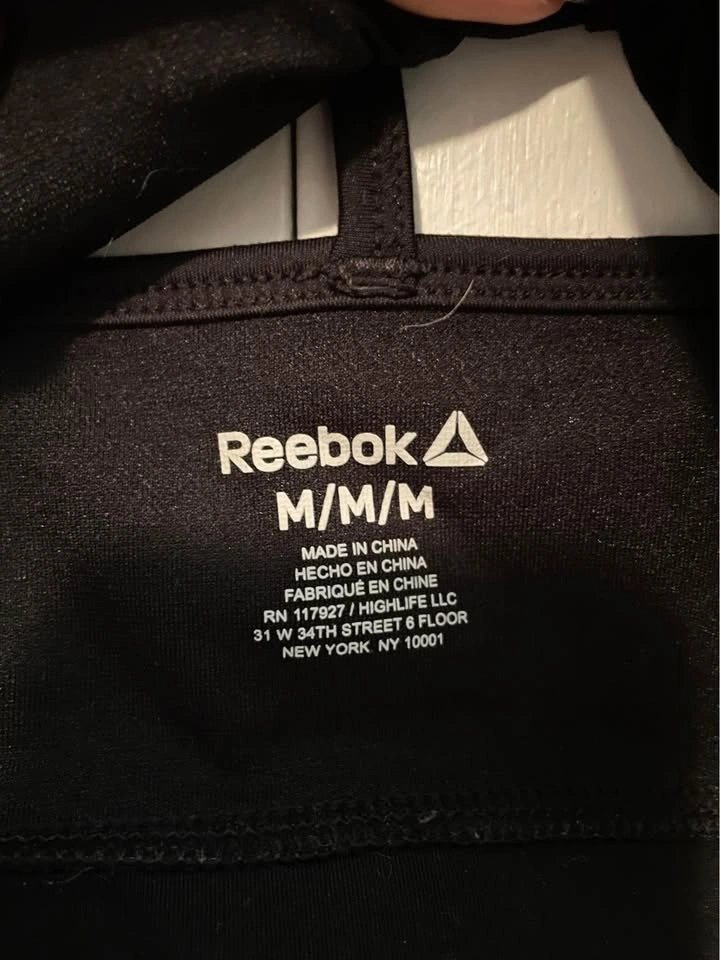 Reebok
M/M/M
MADE IN CHINA
HECHO EN CHINA
FABRIQUÉ EN CHINE
RN 117927 / HIGHLIFE LLC
31 W 34TH STREET 6 FLOOR
NEW YORK NY 10001